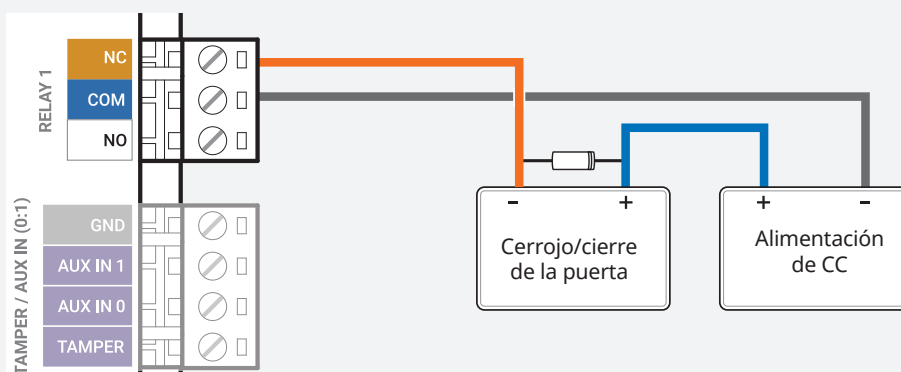 RELAY 1
NC
COM
NO
TAMPER / AUX IN (0:1)
GND
AUX IN 1
AUX IN 0
TAMPER
- +
Cerrojo/cierre
de la puerta
+ -
Alimentación
de CC